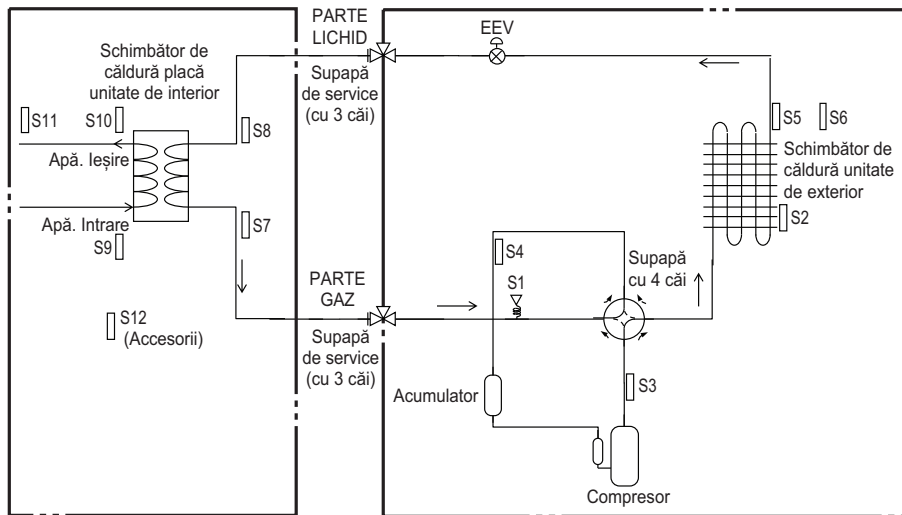 PARTE
LICHID
Supapă
de service
(cu 3 căi)
EEV
Schimbător de
căldură placă
unitate de interior
S11
S10
S8
Apă. Ieșire
Apă. Intrare
S9
S7
S12
(Accesorii)
PARTE
GAZ
Supapă
de service
(cu 3 căi)
S5
S6
Schimbător de
căldură unitate
de exterior
S2
S4
S1
Supapă
cu 4 căi
S3
Acumulator
Compresor